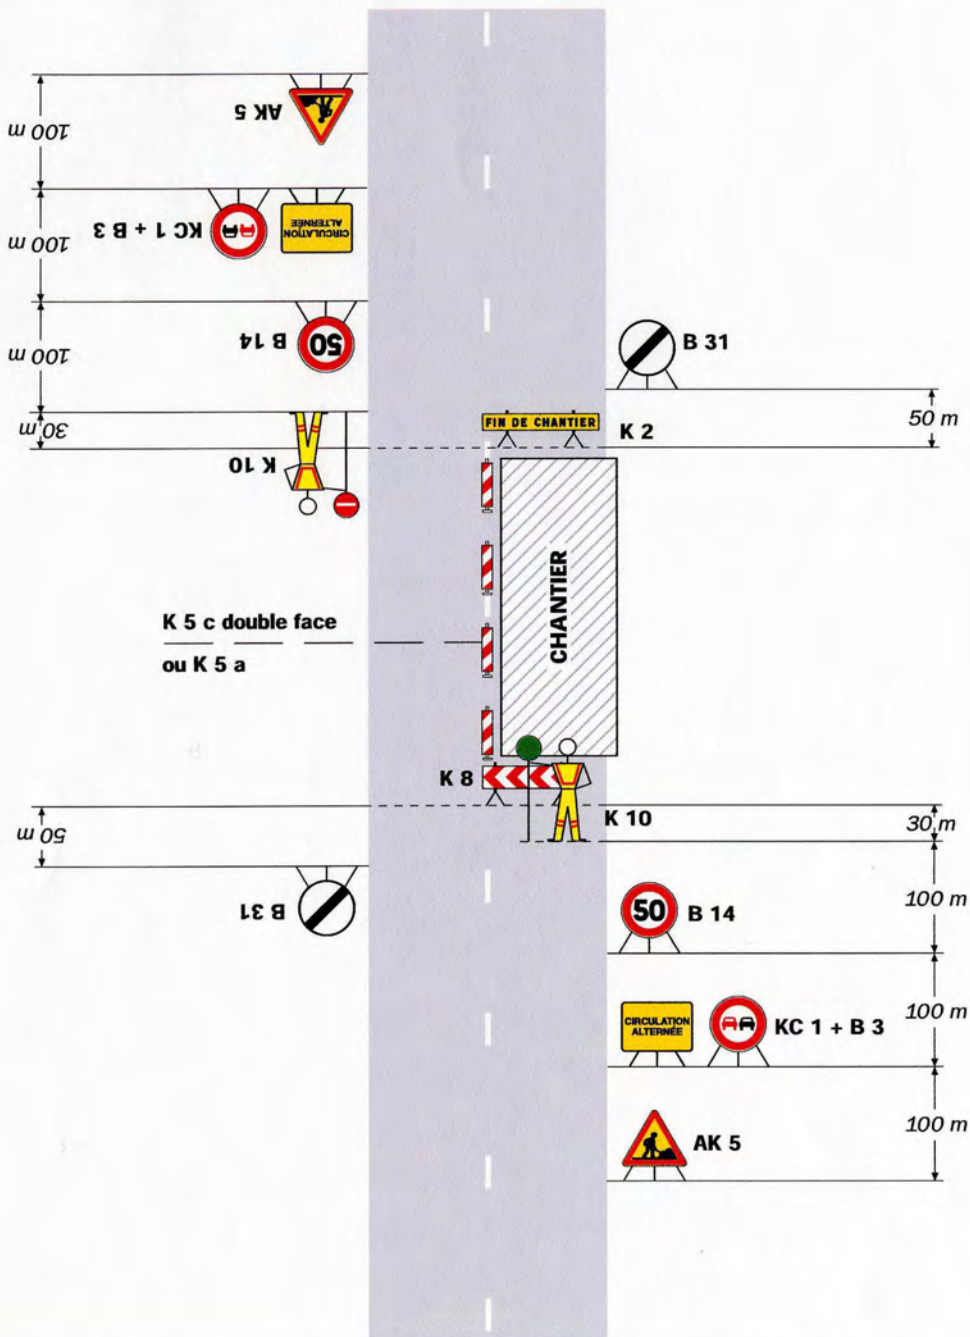 AK 5
100 m
KC 1 + B 3
CIRCULATION
ALTERNÉE
100 m
B 14
50
100 m
B 31
50 m
FIN DE CHANTIER
K 2
30 m
K 10
CHANTIER
K 5 c double face
ou K 5 a
K 8
K 10
30 m
50 m
B 31
50
B 14
100 m
CIRCULATION
ALTERNÉE
KC 1 + B 3
100 m
AK 5
100 m